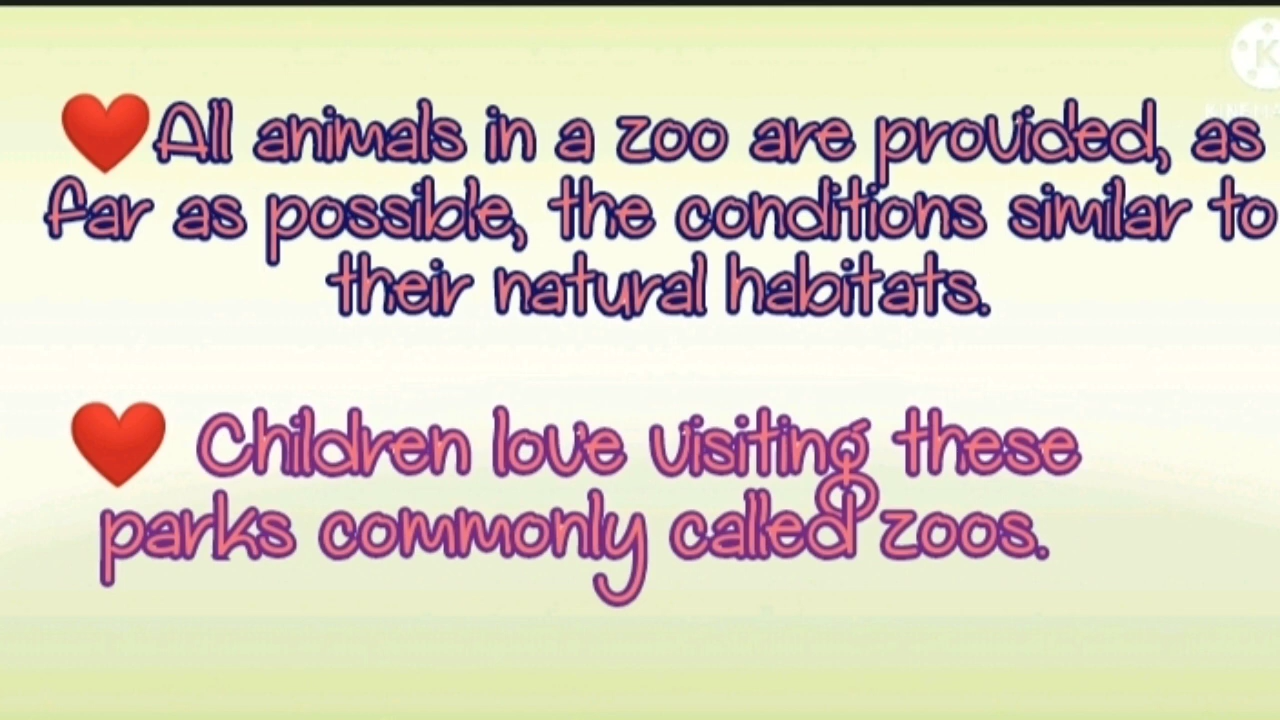 ❤️All animals in a zoo are provided, as
far as possible, the conditions similar to
their natural habitats.
❤️ Children love visiting these
parks commonly called zoos.